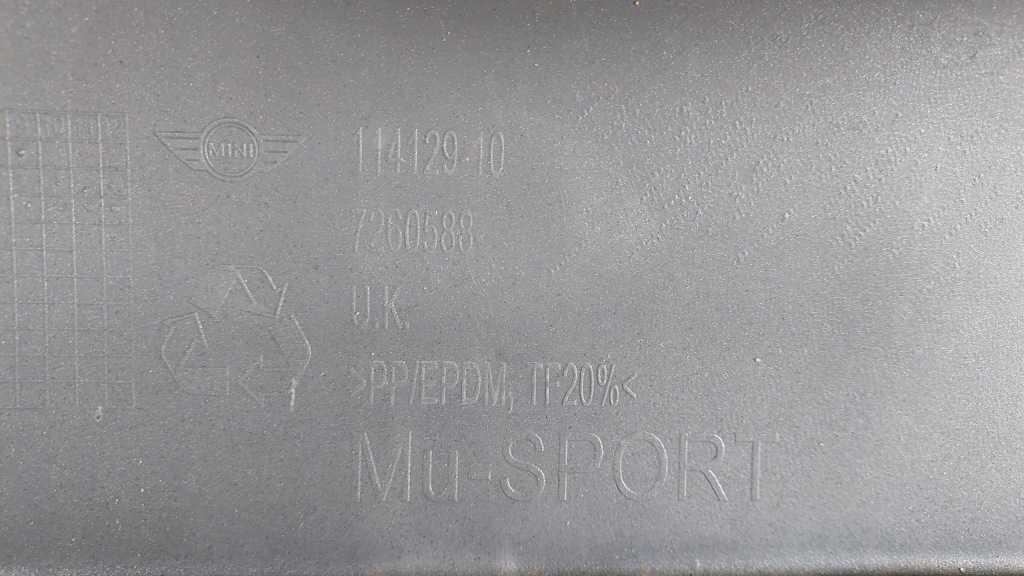 MINI
114129-10
7260588
U.K.
>PP/EPDM, TF20%<
Mu-SPORT